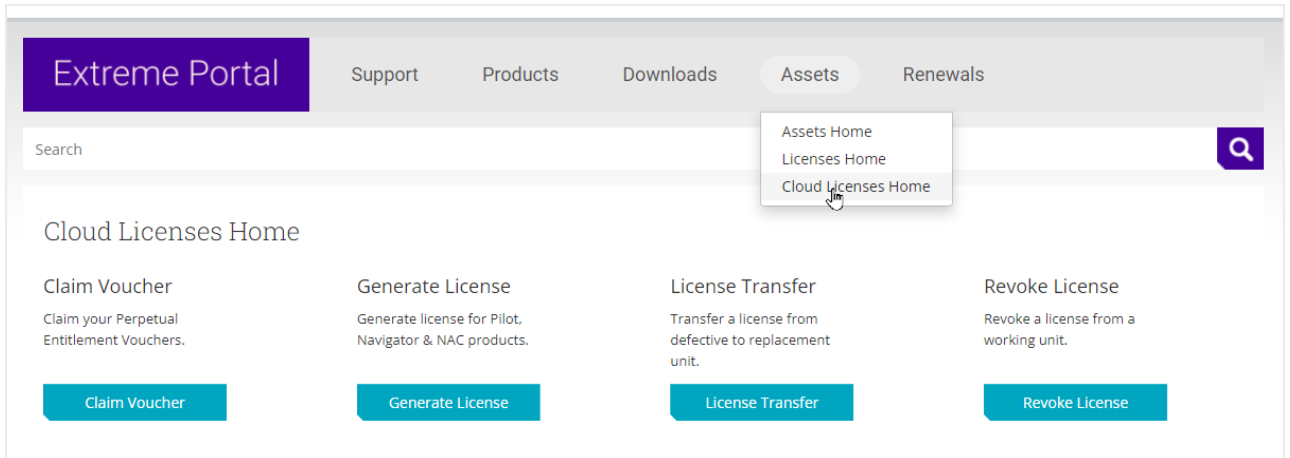 Extreme Portal
Support Products Downloads Assets Renewals
Assets Home
Licenses Home
Cloud Licenses Home
Search
Cloud Licenses Home
Claim Voucher
Claim your Perpetual
Entitlement Vouchers.
Claim Voucher
Generate License
Generate license for Pilot,
Navigator & NAC products.
Generate License
License Transfer
Transfer a license from
defective to replacement
unit.
License Transfer
Revoke License
Revoke a license from a
working unit.
Revoke License